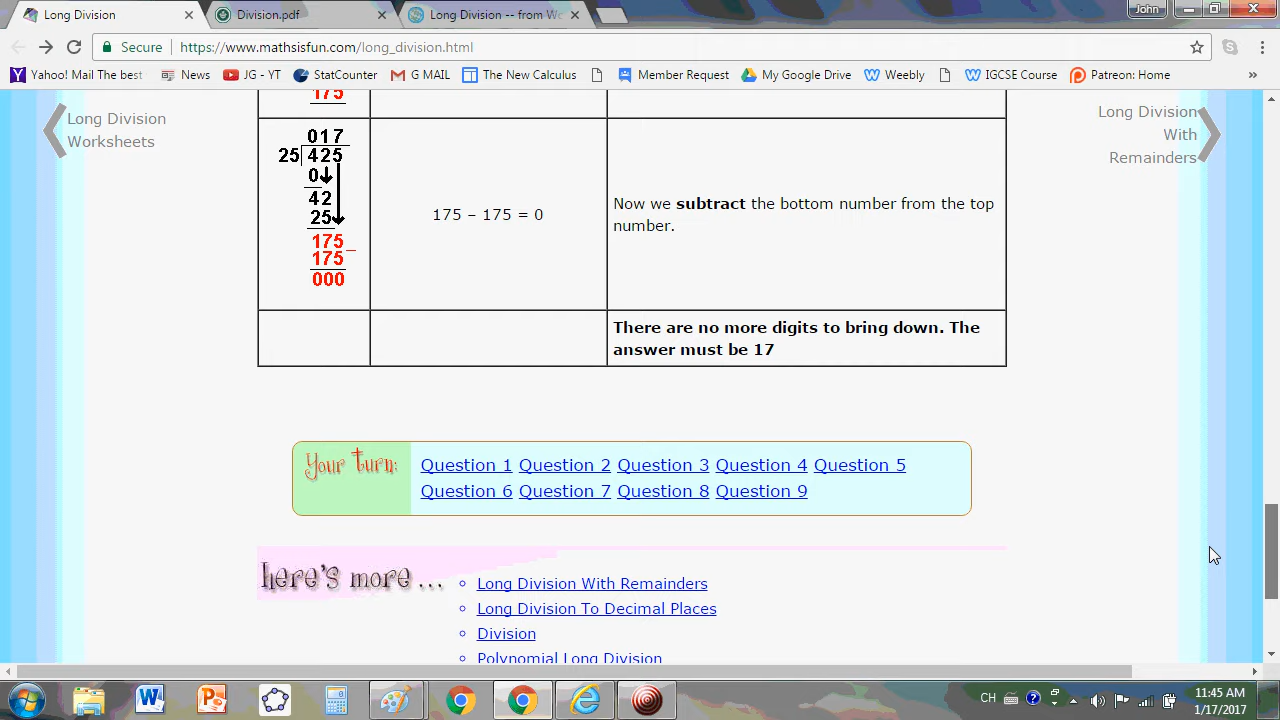 Long Division
Division.pdf
Long Division -- from Wo
John
Secure
https://www.mathsisfun.com/long_division.html
Yahoo! Mail The best
News
JG - YT
StatCounter
G MAIL
The New Calculus
Member Request
My Google Drive
Weebly
IGCSE Course
Patreon: Home
»
Long Division
Worksheets
Long Division
With
Remainders
175
017
25 425
0
42
25
175
175
000
175 – 175 = 0
Now we subtract the bottom number from the top
number.
There are no more digits to bring down. The
answer must be 17
Your turn:
Question 1 Question 2 Question 3 Question 4 Question 5
Question 6 Question 7 Question 8 Question 9
here's more ...
Long Division With Remainders
Long Division To Decimal Places
Division
Polynomial Long Division
CH
11:45 AM
1/17/2017